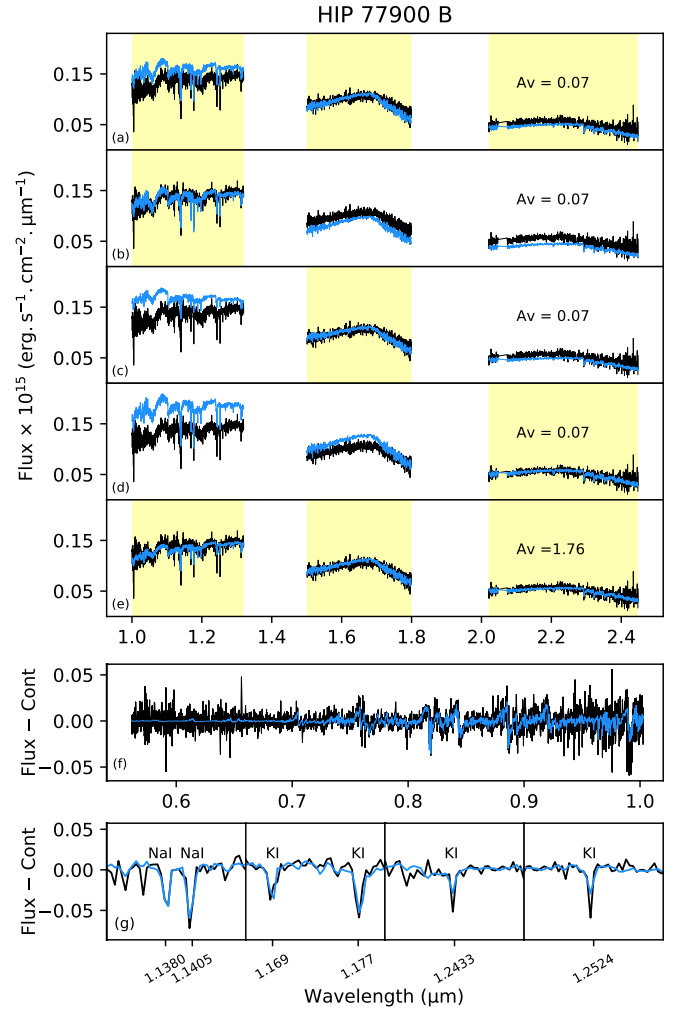 HIP 77900 B
0.15
Av = 0.07
0.05
(a)
0.15
Av = 0.07
0.05
(b)
0.15
Av = 0.07
0.05
(c)
0.15
Av = 0.07
0.05
(d)
0.15
Av =1.76
0.05
(e)
Flux × 10¹⁵ (erg.s⁻¹.cm⁻².μm⁻¹)
1.0 1.2 1.4 1.6 1.8 2.0 2.2 2.4
Flux − Cont
0.05
0.00
−0.05
(f)
0.6 0.7 0.8 0.9 1.0
Flux − Cont
0.05
NaI NaI KI KI KI KI
0.00
−0.05
(g)
1.1380 1.1405 1.169 1.177 1.2433 1.2524
Wavelength (μm)